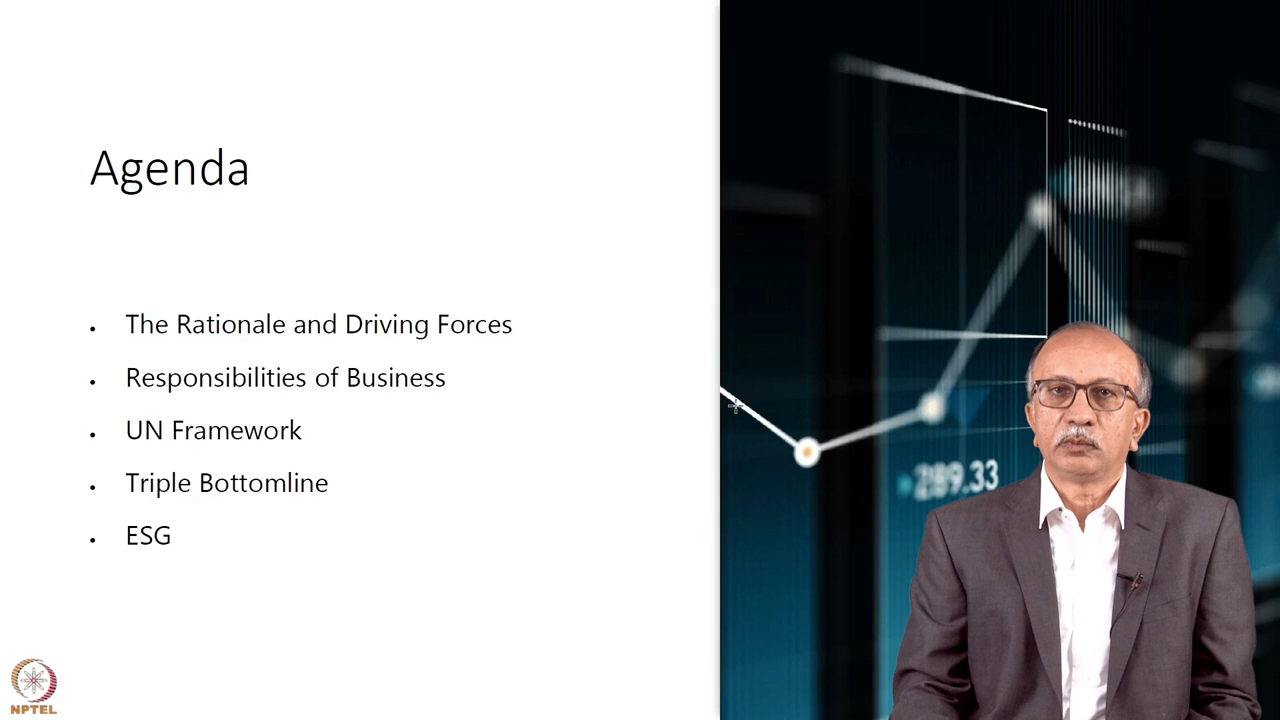 Agenda
• The Rationale and Driving Forces
• Responsibilities of Business
• UN Framework
• Triple Bottomline
• ESG
289.33
NPTEL